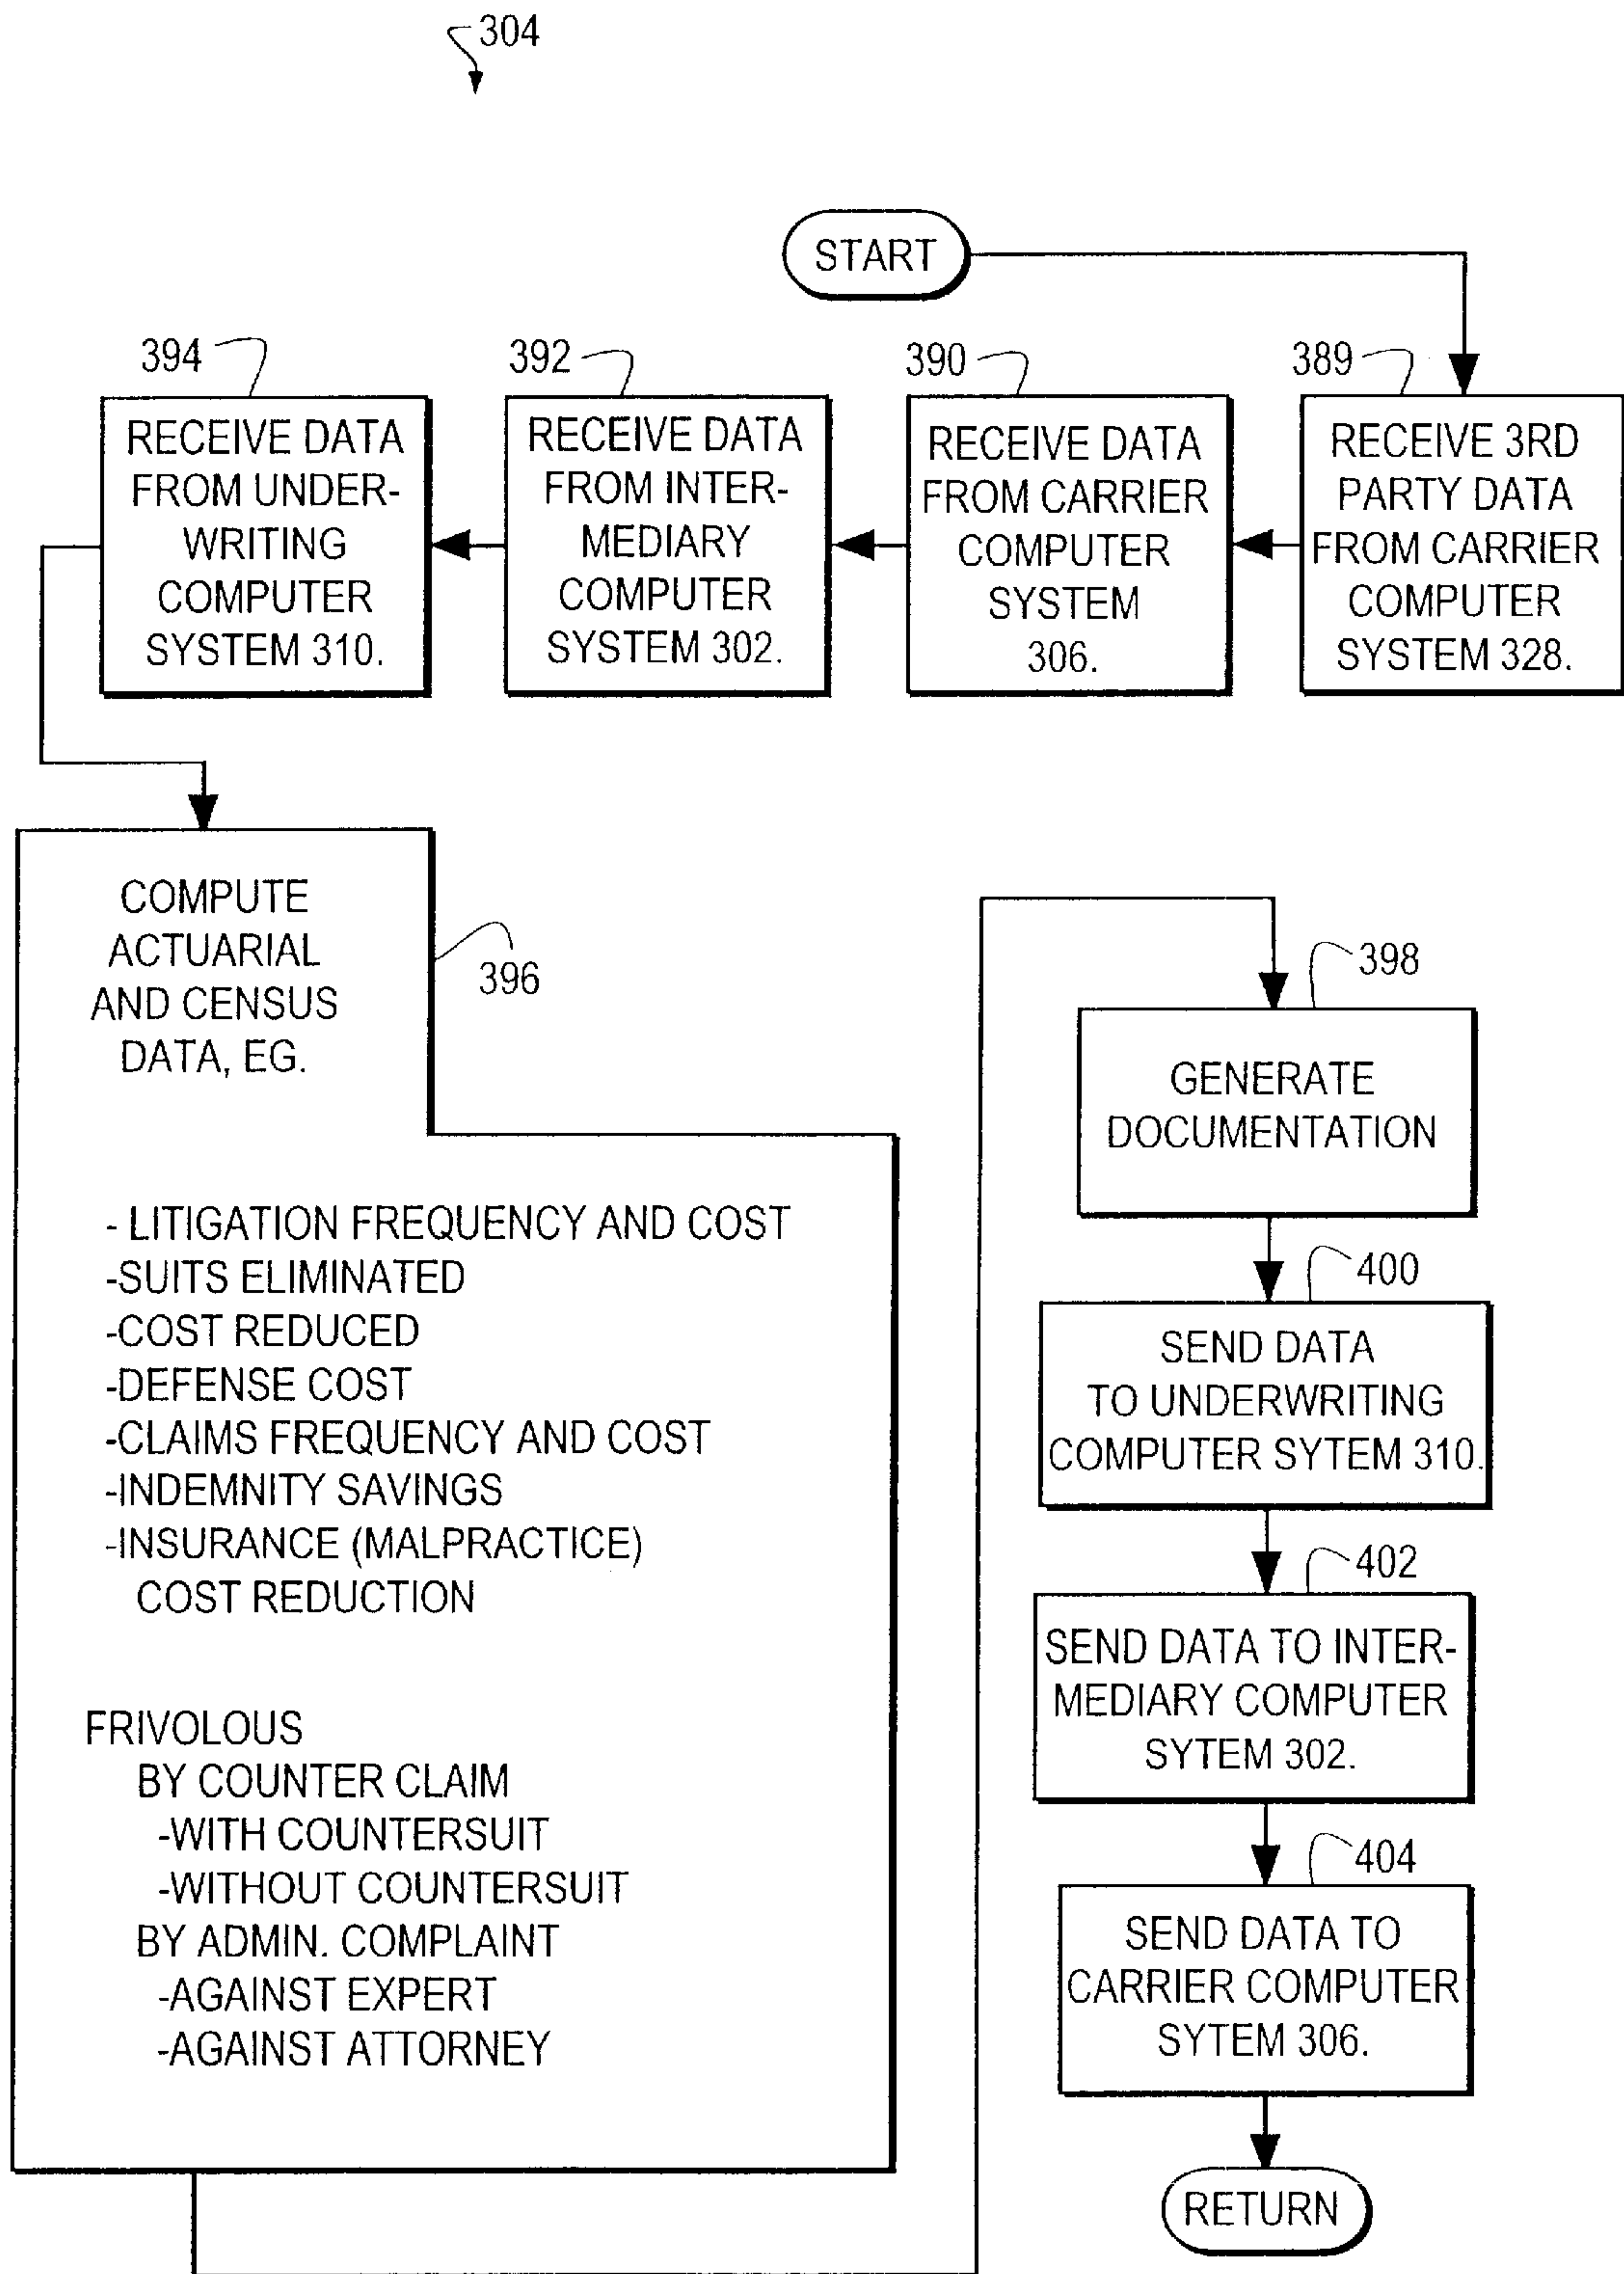 304
START
394
392
390
389
RECEIVE DATA
FROM UNDER-
WRITING
COMPUTER
SYSTEM 310.
RECEIVE DATA
FROM INTER-
MEDIARY
COMPUTER
SYSTEM 302.
RECEIVE DATA
FROM CARRIER
COMPUTER
SYSTEM
306.
RECEIVE 3RD
PARTY DATA
FROM CARRIER
COMPUTER
SYSTEM 328.
COMPUTE
ACTUARIAL
AND CENSUS
DATA, EG.
396
- LITIGATION FREQUENCY AND COST
-SUITS ELIMINATED
-COST REDUCED
-DEFENSE COST
-CLAIMS FREQUENCY AND COST
-INDEMNITY SAVINGS
-INSURANCE (MALPRACTICE)
COST REDUCTION
FRIVOLOUS
BY COUNTER CLAIM
-WITH COUNTERSUIT
-WITHOUT COUNTERSUIT
BY ADMIN. COMPLAINT
-AGAINST EXPERT
-AGAINST ATTORNEY
398
GENERATE
DOCUMENTATION
400
SEND DATA
TO UNDERWRITING
COMPUTER SYTEM 310.
402
SEND DATA TO INTER-
MEDIARY COMPUTER
SYTEM 302.
404
SEND DATA TO
CARRIER COMPUTER
SYTEM 306.
RETURN